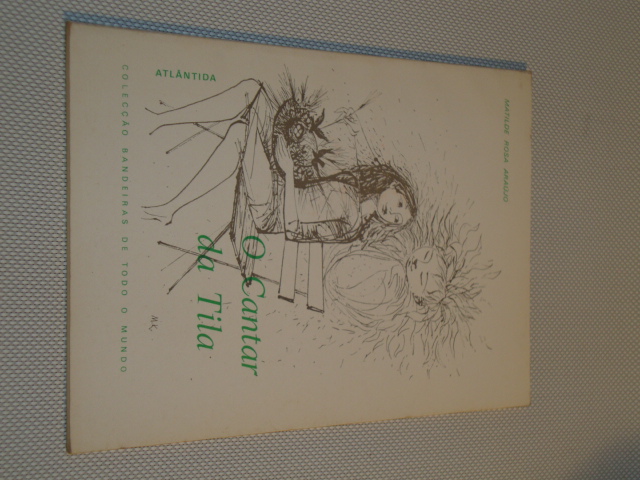 MATILDE ROSA ARAÚJO
O Cantar
da Tila
ATLÂNTIDA
COLECÇÃO BANDEIRAS DE TODO O MUNDO